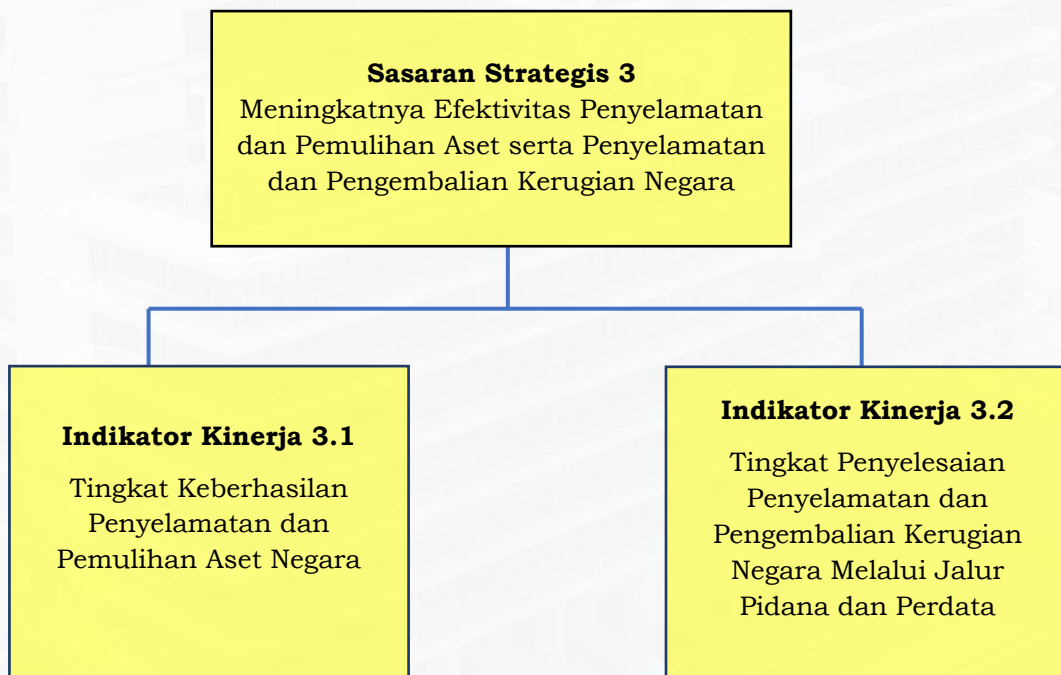 Sasaran Strategis 3
Meningkatnya Efektivitas Penyelamatan
dan Pemulihan Aset serta Penyelamatan
dan Pengembalian Kerugian Negara
Indikator Kinerja 3.1
Tingkat Keberhasilan
Penyelamatan dan
Pemulihan Aset Negara
Indikator Kinerja 3.2
Tingkat Penyelesaian
Penyelamatan dan
Pengembalian Kerugian
Negara Melalui Jalur
Pidana dan Perdata